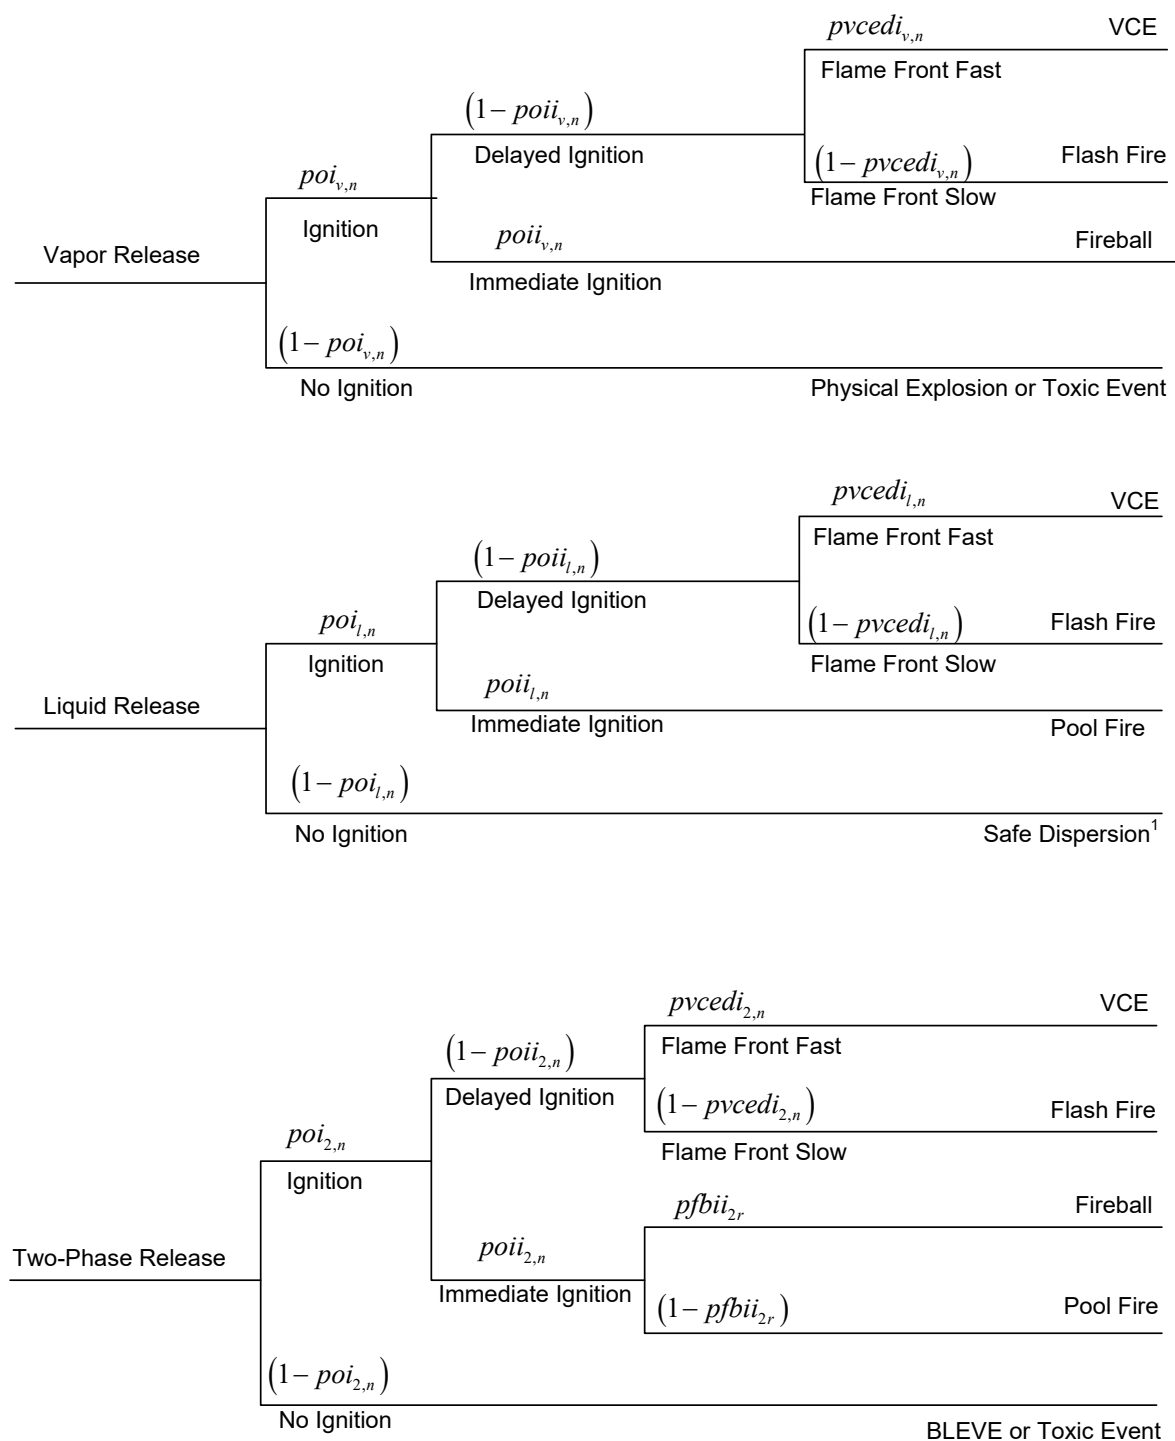 pvcedi_{v,n} VCE
Flame Front Fast
(1 – poii_{v,n})
Delayed Ignition
(1 – pvcedi_{v,n}) Flash Fire
Flame Front Slow
poi_{v,n}
Ignition
poii_{v,n} Fireball
Immediate Ignition
Vapor Release
(1 – poi_{v,n})
No Ignition
Physical Explosion or Toxic Event
pvcedi_{l,n} VCE
Flame Front Fast
(1 – poii_{l,n})
Delayed Ignition
(1 – pvcedi_{l,n}) Flash Fire
Flame Front Slow
poi_{l,n}
Ignition
poii_{l,n}
Immediate Ignition
Pool Fire
Liquid Release
(1 – poi_{l,n})
No Ignition
Safe Dispersion¹
pvcedi_{2,n} VCE
Flame Front Fast
(1 – poii_{2,n})
Delayed Ignition
(1 – pvcedi_{2,n}) Flash Fire
Flame Front Slow
poi_{2,n}
Ignition
pfbii_{2r} Fireball
poii_{2,n}
Immediate Ignition
(1 – pfbii_{2r}) Pool Fire
Two-Phase Release
(1 – poi_{2,n})
No Ignition
BLEVE or Toxic Event